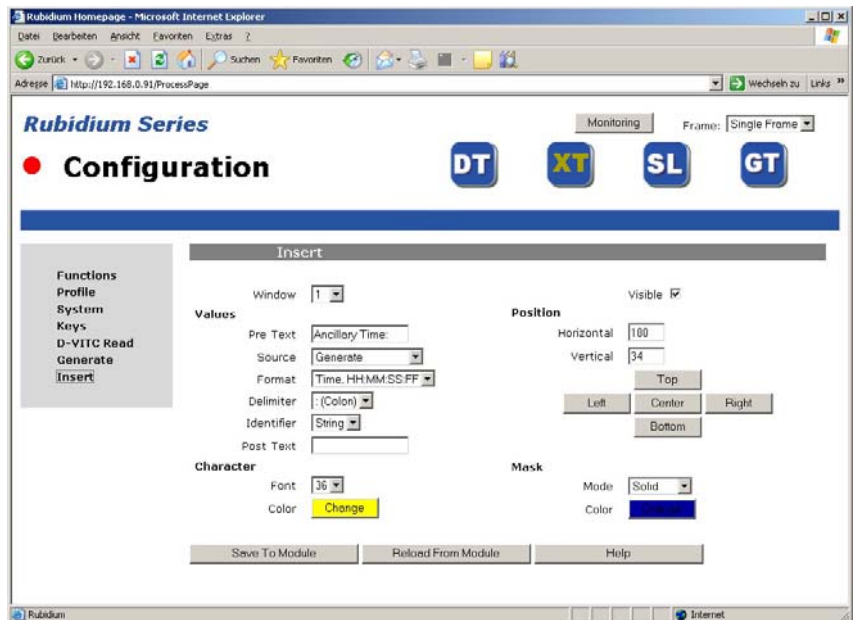 Rubidium Homepage - Microsoft Internet Explorer
Datei Bearbeiten Ansicht Favoriten Extras ?
Zurück Suchen Favoriten
Adresse http://192.168.0.91/ProcessPage Wechseln zu Links »
Rubidium Series
Monitoring Frame: Single Frame
Configuration
DT XT SL GT
Insert
Functions
Profile
System
Keys
D-VITC Read
Generate
Insert
Window 1 Visible
Values Position
Pre Text Ancillary Time: Horizontal 180
Source Generate Vertical 34
Format Time. HH:MM:SS:FF Top
Delimiter : (Colon) Left Center Right
Identifier String Bottom
Post Text
Character Mask
Font 36 Mode Solid
Color Change Color Change
Save To Module Reload From Module Help
Rubidium Internet